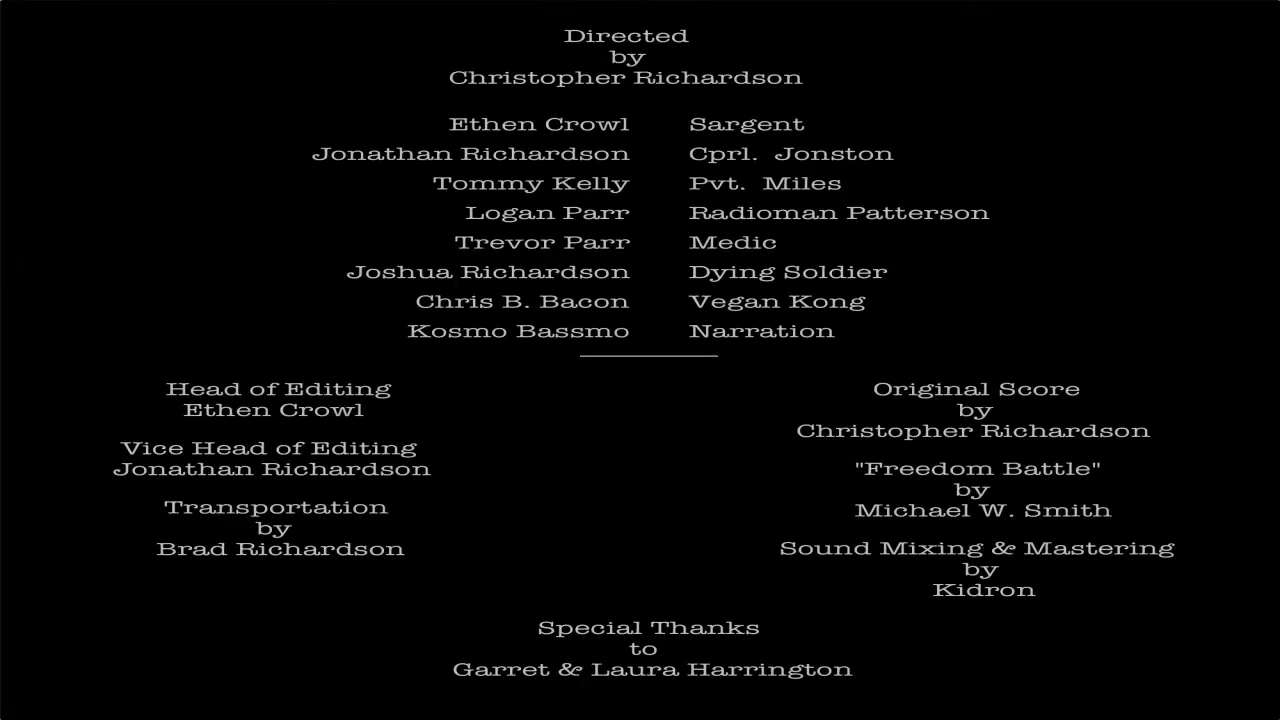 Directed
by
Christopher Richardson
Ethen Crowl Sargent
Jonathan Richardson Cprl. Jonston
Tommy Kelly Pvt. Miles
Logan Parr Radioman Patterson
Trevor Parr Medic
Joshua Richardson Dying Soldier
Chris B. Bacon Vegan Kong
Kosmo Bassmo Narration
Head of Editing
Ethen Crowl
Vice Head of Editing
Jonathan Richardson
Transportation
by
Brad Richardson
Original Score
by
Christopher Richardson
"Freedom Battle"
by
Michael W. Smith
Sound Mixing & Mastering
by
Kidron
Special Thanks
to
Garret & Laura Harrington